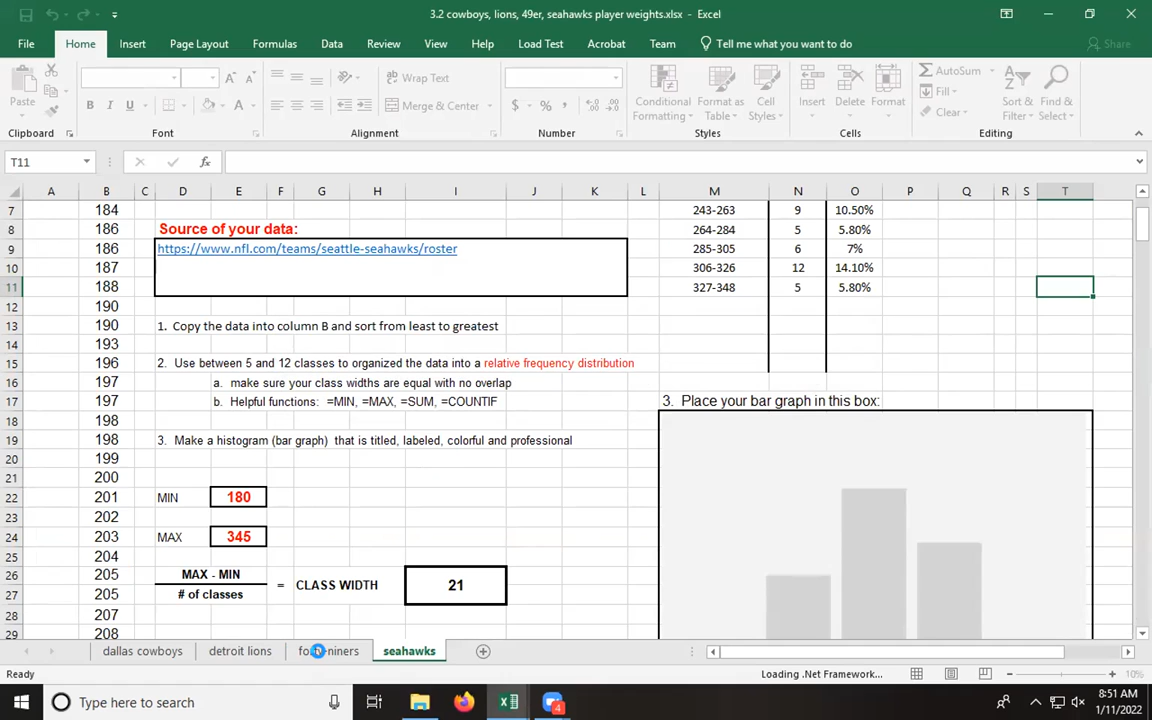 3.2 cowboys, lions, 49er, seahawks player weights.xlsx - Excel
File Home Insert Page Layout Formulas Data Review View Help Load Test Acrobat Team Tell me what you want to do Share
Paste
Clipboard
B I U
Font
Wrap Text
Merge & Center
Alignment
$ % ,
Number
Conditional Formatting
Format as Table
Cell Styles
Styles
Insert Delete Format
Cells
AutoSum
Fill
Clear
Sort & Filter
Find & Select
Editing
T11
fx
A B C D E F G H I J K L M N O P Q R S T
7 184 243-263 9 10.50%
8 186 Source of your data: 264-284 5 5.80%
9 186 https://www.nfl.com/teams/seattle-seahawks/roster 285-305 6 7%
10 187 306-326 12 14.10%
11 188 327-348 5 5.80%
12 190
13 190 1. Copy the data into column B and sort from least to greatest
14 193
15 196 2. Use between 5 and 12 classes to organized the data into a relative frequency distribution
16 197 a. make sure your class widths are equal with no overlap
17 197 b. Helpful functions: =MIN, =MAX, =SUM, =COUNTIF 3. Place your bar graph in this box:
18 198
19 198 3. Make a histogram (bar graph) that is titled, labeled, colorful and professional
20 199
21 200
22 201 MIN 180
23 202
24 203 MAX 345
25 204
26 205 MAX - MIN = CLASS WIDTH 21
27 205 # of classes
28 207
29 208
dallas cowboys detroit lions seahawks
Ready Loading .Net Framework... 10%
Type here to search 4 8:51 AM
1/11/2022